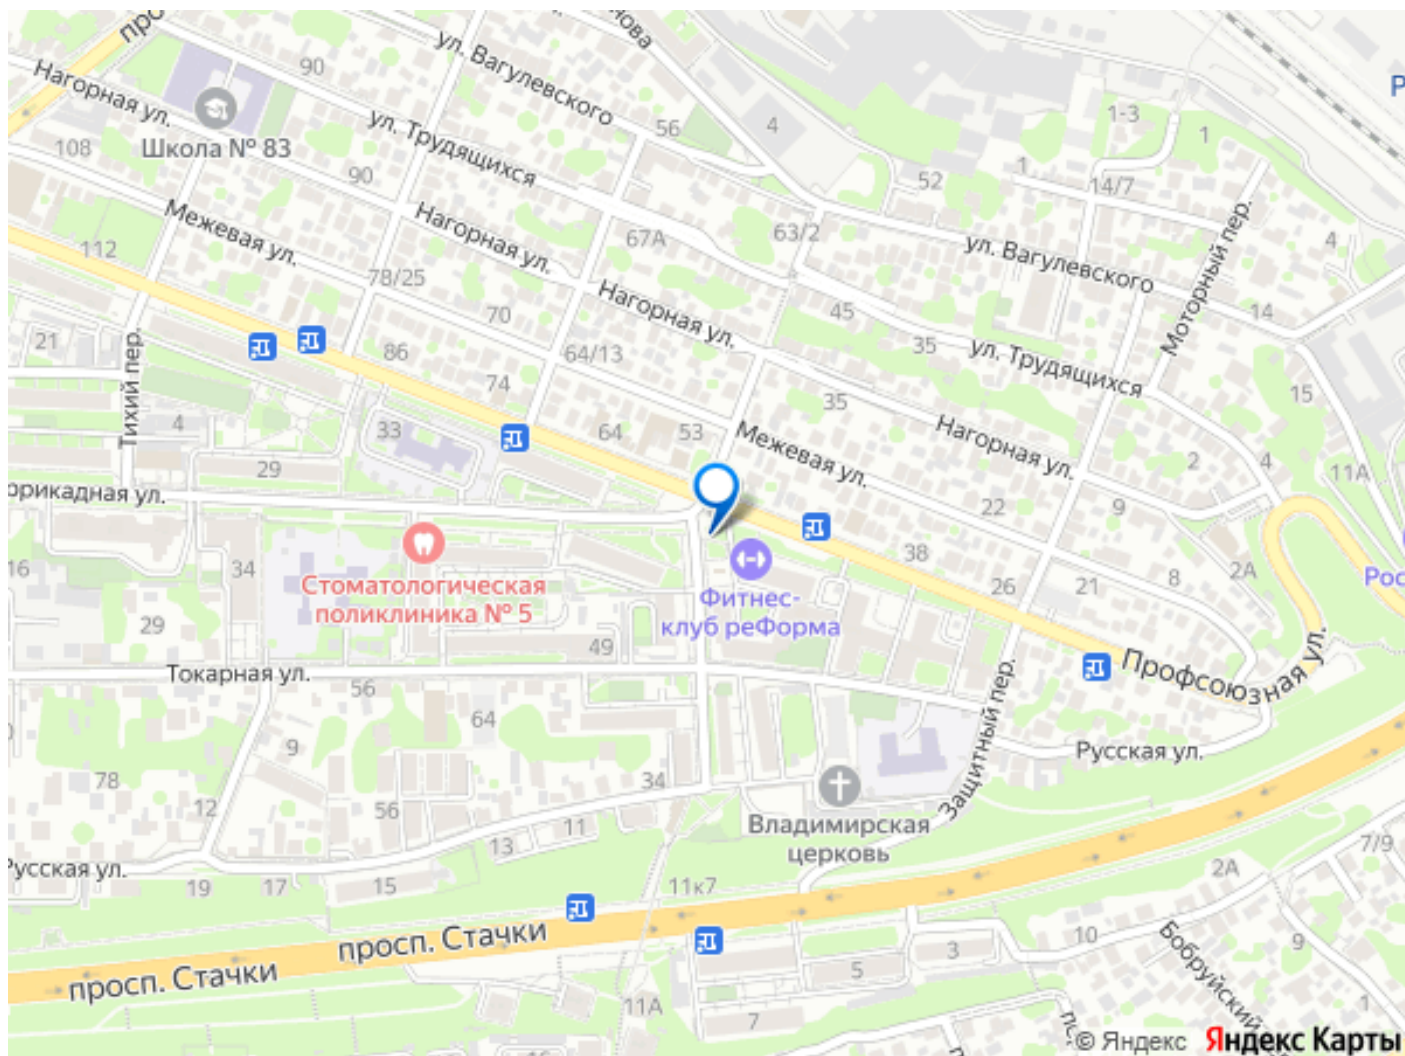 нова
ул. Вагулевского
90
Нагорная ул.
Школа № 83
108
ул. Трудящихся
56
4
1-3
1
1
52
14/7
90
Межевая ул.
Нагорная ул.
67А
63/2
ул. Вагулевского
Моторный пер.
4
112
78/25
70
Нагорная ул.
45
14
21
86
64/13
35
ул. Трудящихся
15
Тихий пер.
74
35
4
33
64
53
Межевая ул.
Нагорная ул.
2
4
11А
29
22
9
34
16
Стоматологическая
поликлиника № 5
38
26
21
8
2А
Фитнес-
клуб реФорма
29
49
Токарная ул.
56
64
Профсоюзная ул.
Защитный пер.
Русская ул.
9
78
12
34
56
Владимирская
церковь
13
11
7/9
Русская ул.
19
17
15
11к7
2А
просп. Стачки
просп. Стачки
3
10
5
9
Бобруйский
11А
7
1
© Яндекс Яндекс Карты